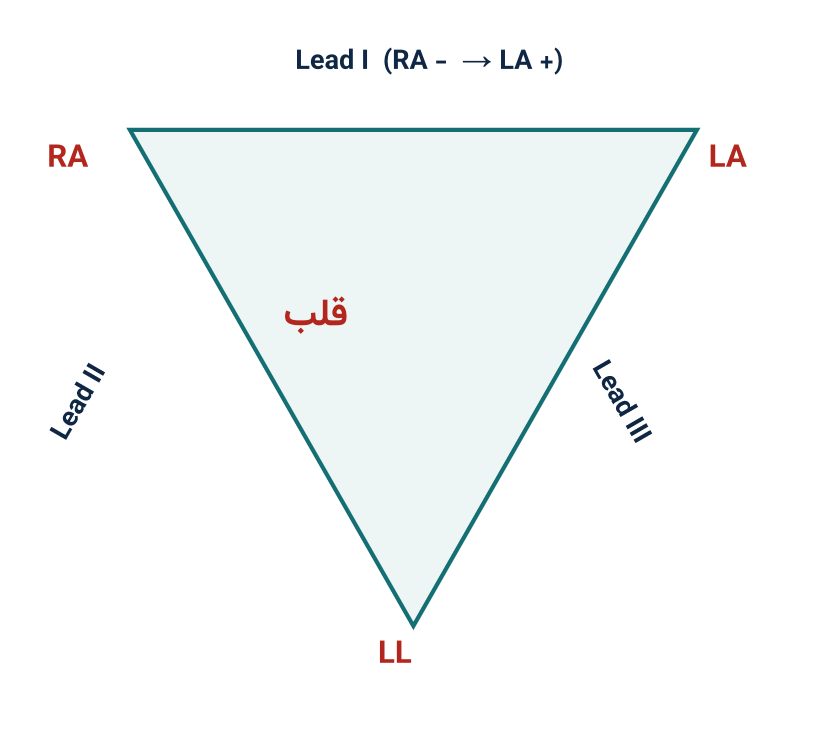 Lead I (RA - → LA +)
RA
LA
قلب
Lead II
Lead III
LL